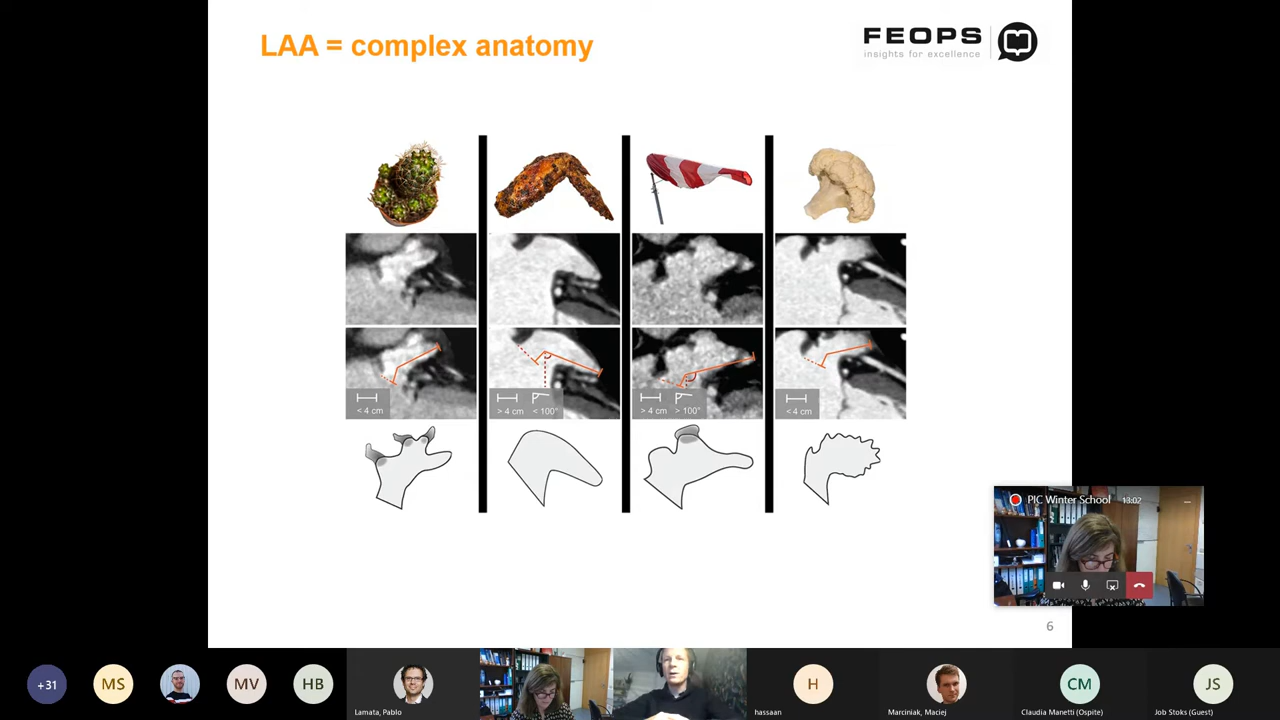 LAA = complex anatomy
FEOPS
insights for excellence
< 4 cm
> 4 cm < 100°
> 4 cm > 100°
< 4 cm
PIC Winter School 13:02
6
+31
MS
MV
HB
Lamata, Pablo
H
hassaan
Marciniak, Maciej
CM
Claudia Manetti (Ospite)
JS
Job Stoks (Guest)